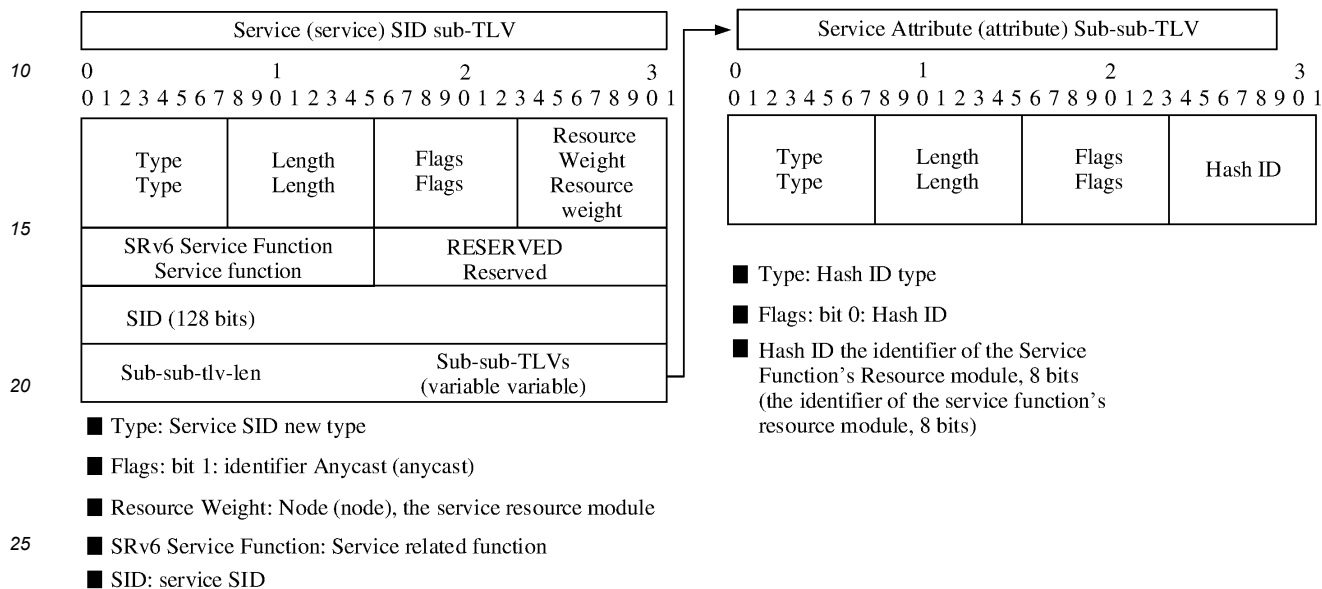 Service (service) SID sub-TLV
10
0 1 2 3
0 1 2 3 4 5 6 7 8 9 0 1 2 3 4 5 6 7 8 9 0 1 2 3 4 5 6 7 8 9 0 1
Type
Type
Length
Length
Flags
Flags
Resource
Weight
Resource
weight
15
SRv6 Service Function
Service function
RESERVED
Reserved
SID (128 bits)
20
Sub-sub-tlv-len
Sub-sub-TLVs
(variable variable)
■ Type: Service SID new type
■ Flags: bit 1: identifier Anycast (anycast)
■ Resource Weight: Node (node), the service resource module
25
■ SRv6 Service Function: Service related function
■ SID: service SID
Service Attribute (attribute) Sub-sub-TLV
0 1 2 3
0 1 2 3 4 5 6 7 8 9 0 1 2 3 4 5 6 7 8 9 0 1 2 3 4 5 6 7 8 9 0 1
Type
Type
Length
Length
Flags
Flags
Hash ID
■ Type: Hash ID type
■ Flags: bit 0: Hash ID
■ Hash ID the identifier of the Service
Function’s Resource module, 8 bits
(the identifier of the service function’s
resource module, 8 bits)